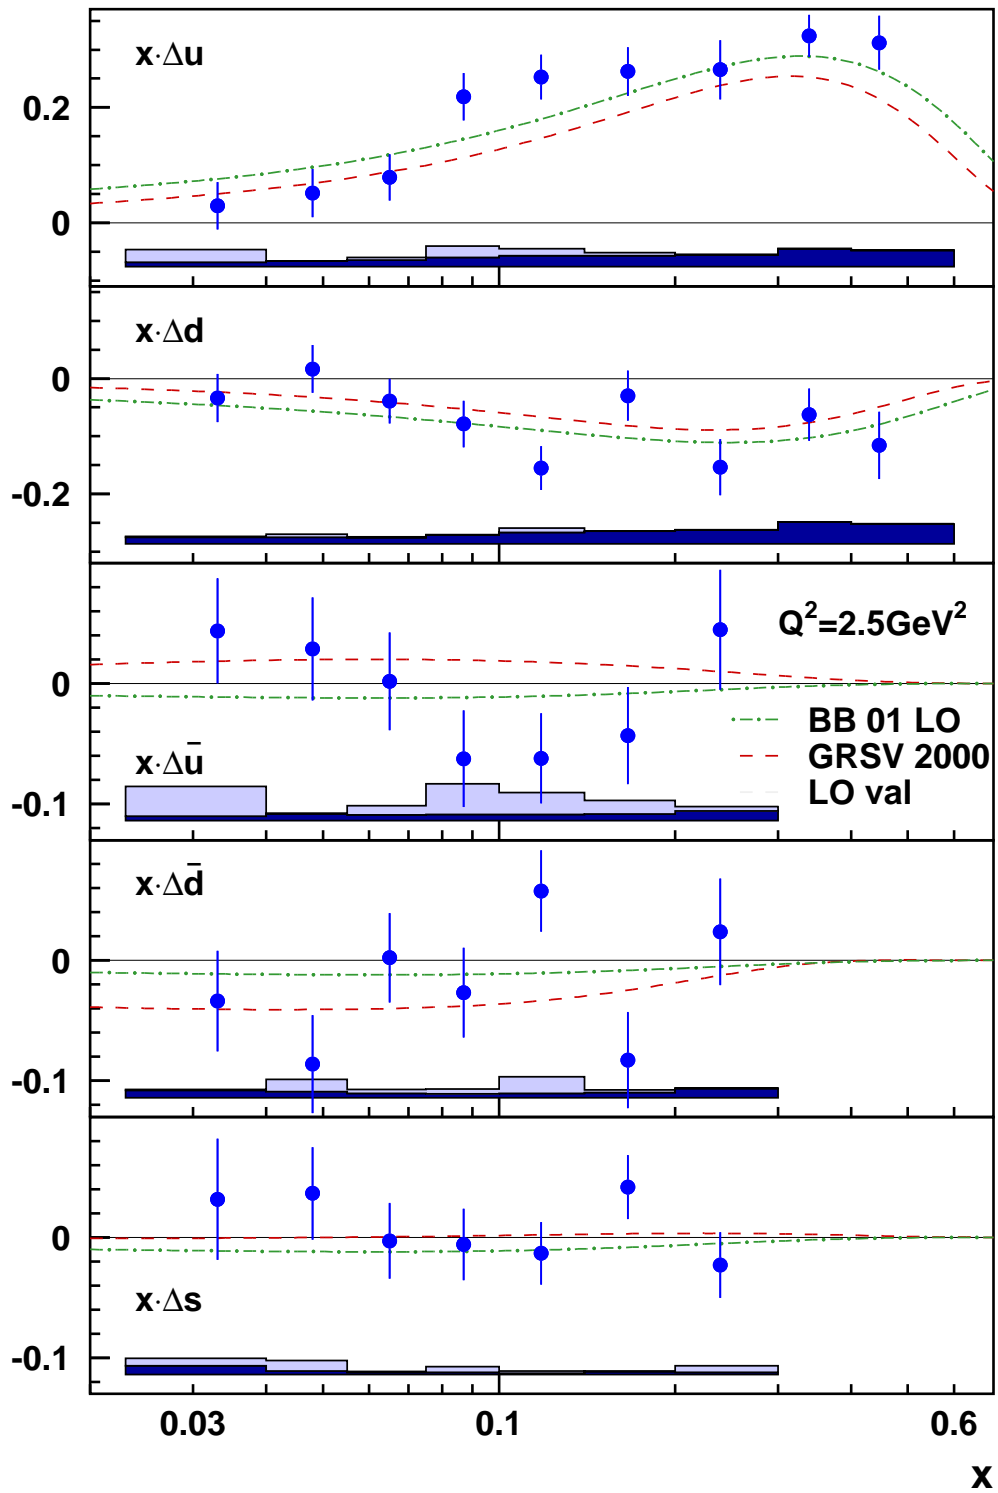 x·Δu
0.2
0
x·Δd
0
-0.2
Q²=2.5GeV²
0
BB 01 LO
x·Δū
GRSV 2000
-0.1
LO val
x·Δd̄
0
-0.1
0
x·Δs
-0.1
0.03 0.1 0.6
x